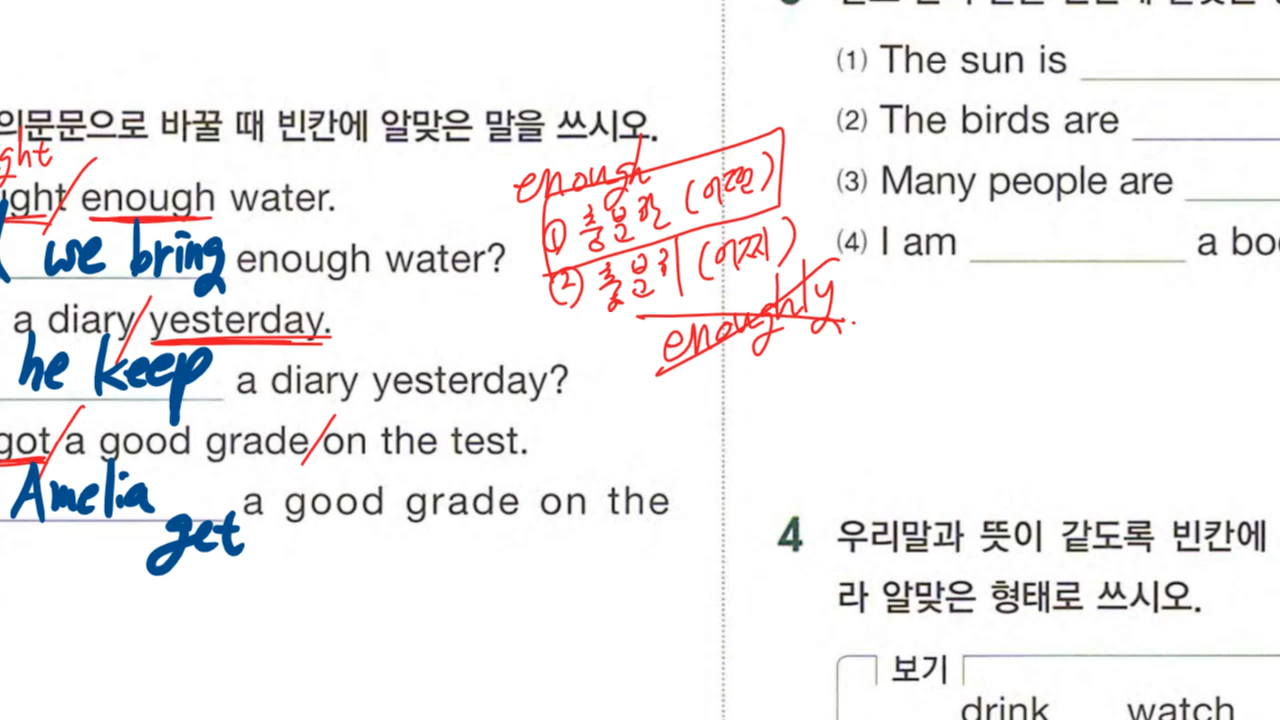 의문문으로 바꿀 때 빈칸에 알맞은 말을 쓰시오.
ght
ght enough water.
we bring enough water?
a diary yesterday.
he keep a diary yesterday?
got a good grade on the test.
Amelia get a good grade on the
enough
① 충분한 (어떤)
② 충분히 (어찌)
enoughly.
(1) The sun is
(2) The birds are
(3) Many people are
(4) I am a bo
4 우리말과 뜻이 같도록 빈칸에
라 알맞은 형태로 쓰시오.
보기
drink watch